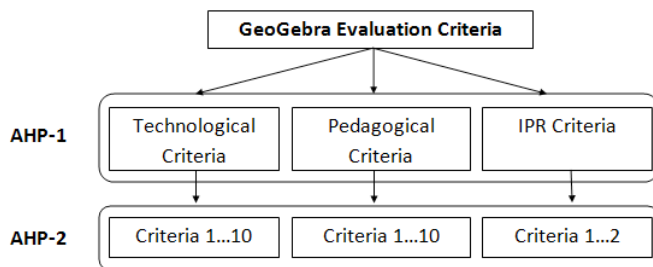 GeoGebra Evaluation Criteria
AHP-1
Technological
Criteria
Pedagogical
Criteria
IPR Criteria
AHP-2
Criteria 1...10
Criteria 1...10
Criteria 1...2